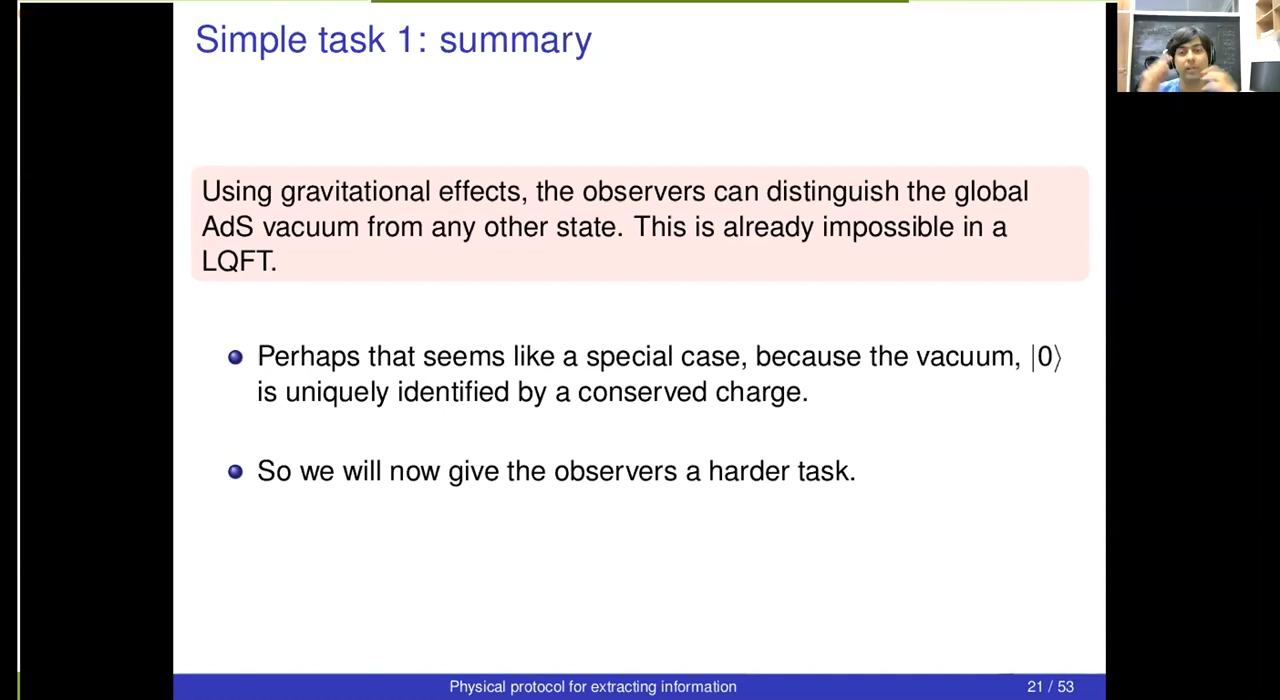 Simple task 1: summary
Using gravitational effects, the observers can distinguish the global
AdS vacuum from any other state. This is already impossible in a
LQFT.
Perhaps that seems like a special case, because the vacuum, |0⟩
is uniquely identified by a conserved charge.
So we will now give the observers a harder task.
Physical protocol for extracting information
21 / 53